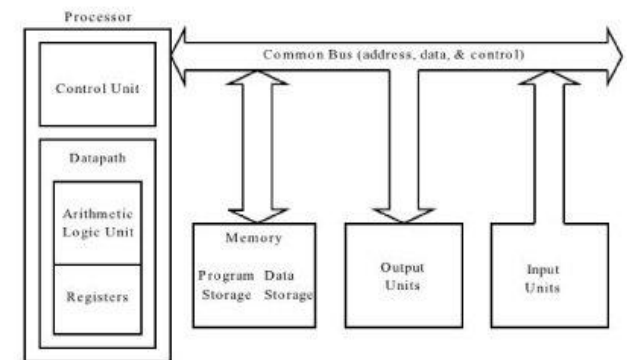 Processor
Common Bus (address, data, & control)
Control Unit
Datapath
Arithmetic
Logic Unit
Registers
Memory
Program Data
Storage Storage
Output
Units
Input
Units